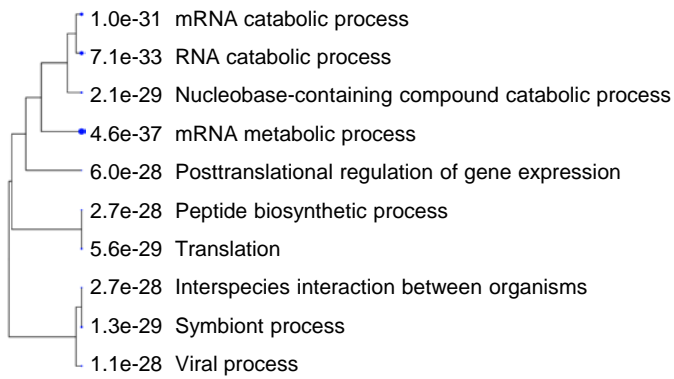 1.0e-31 mRNA catabolic process
7.1e-33 RNA catabolic process
2.1e-29 Nucleobase-containing compound catabolic process
4.6e-37 mRNA metabolic process
6.0e-28 Posttranslational regulation of gene expression
2.7e-28 Peptide biosynthetic process
5.6e-29 Translation
2.7e-28 Interspecies interaction between organisms
1.3e-29 Symbiont process
1.1e-28 Viral process